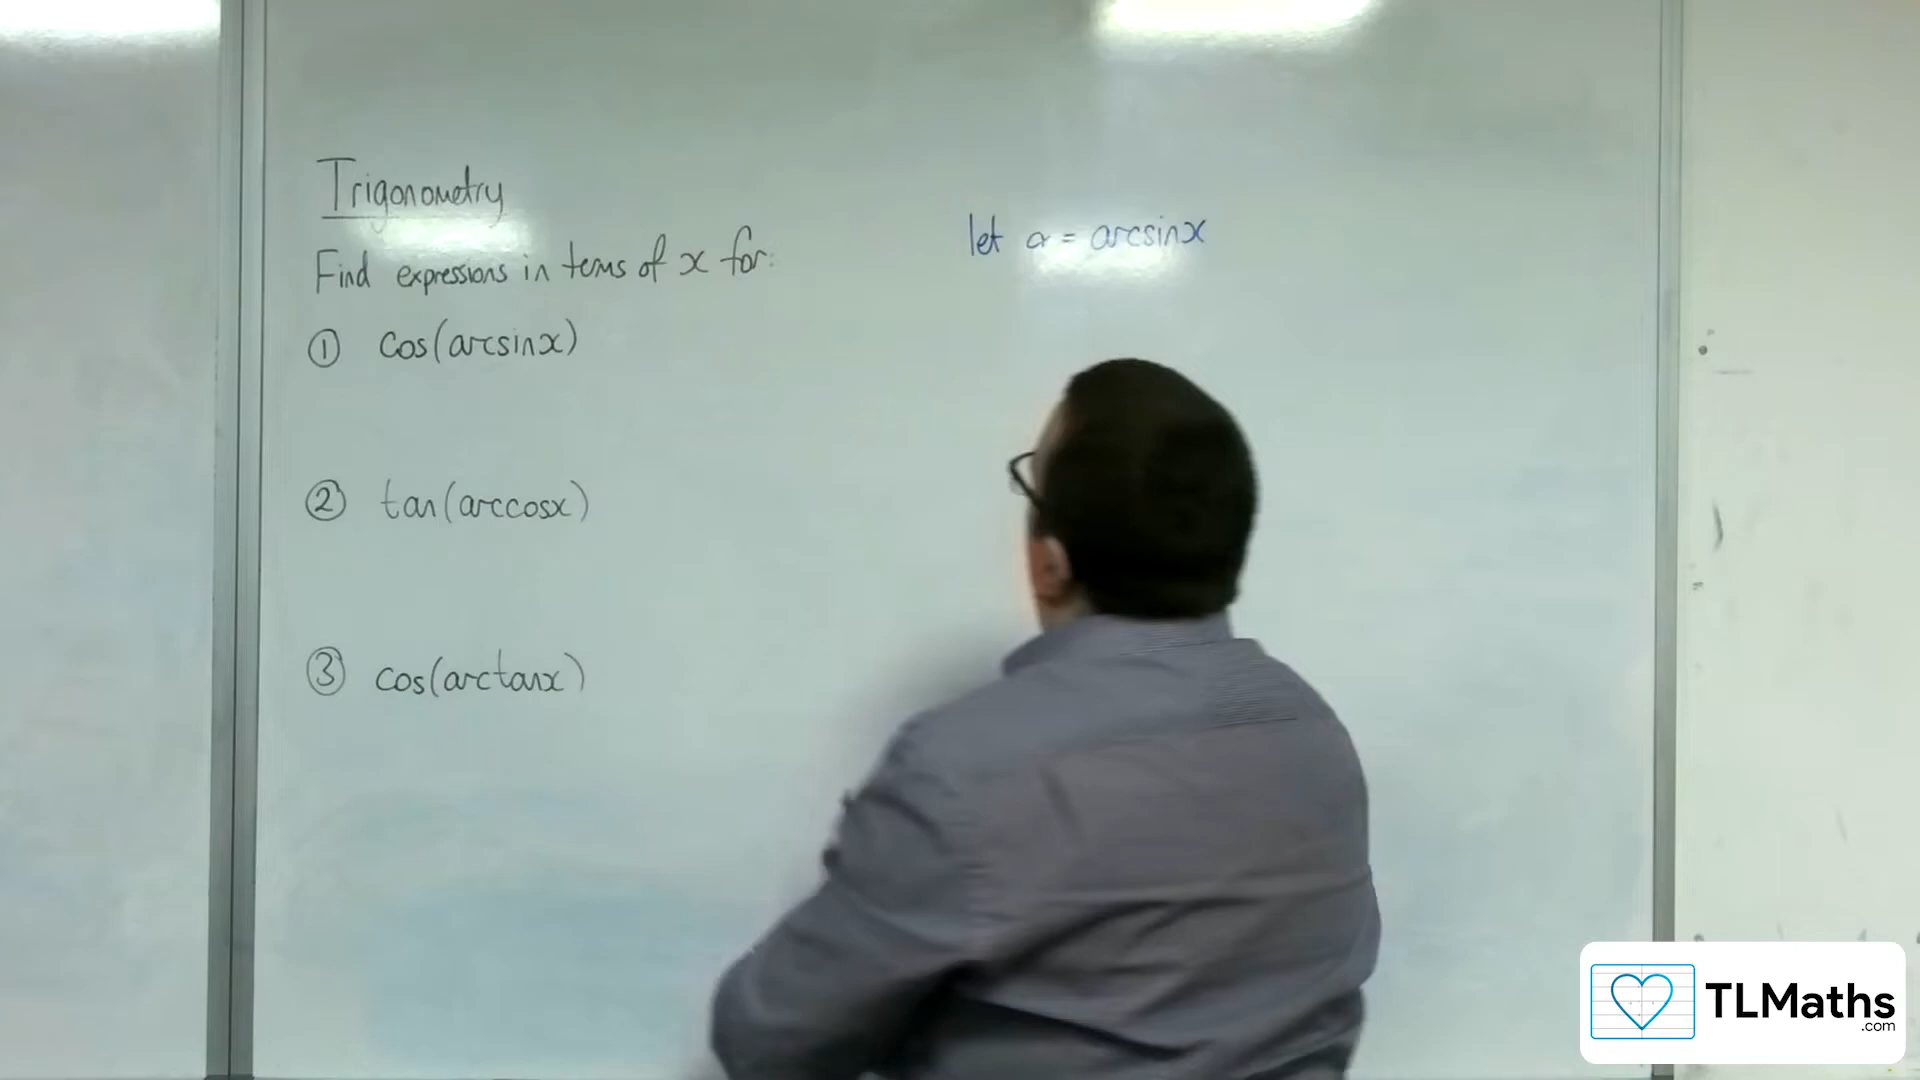 Trigonometry
Find expressions in terms of x for:
① cos(arcsinx)
② tan(arccosx)
③ cos(arctanx)
let α = arcsinx
TLMaths
.com